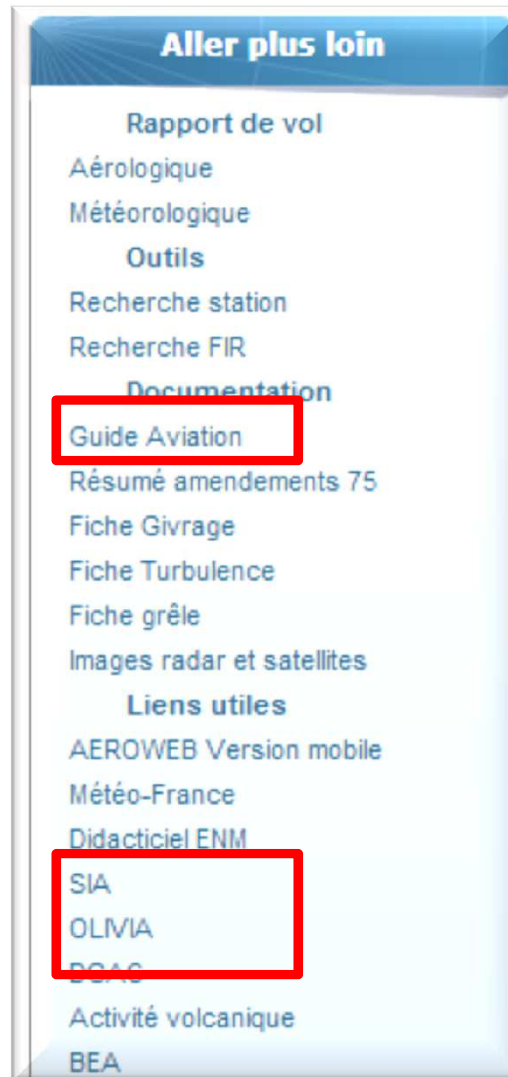 Aller plus loin
Rapport de vol
Aérologique
Météorologique
Outils
Recherche station
Recherche FIR
Documentation
Guide Aviation
Résumé amendements 75
Fiche Givrage
Fiche Turbulence
Fiche grêle
Images radar et satellites
Liens utiles
AEROWEB Version mobile
Météo-France
Didacticiel ENM
SIA
OLIVIA
DGAC
Activité volcanique
BEA